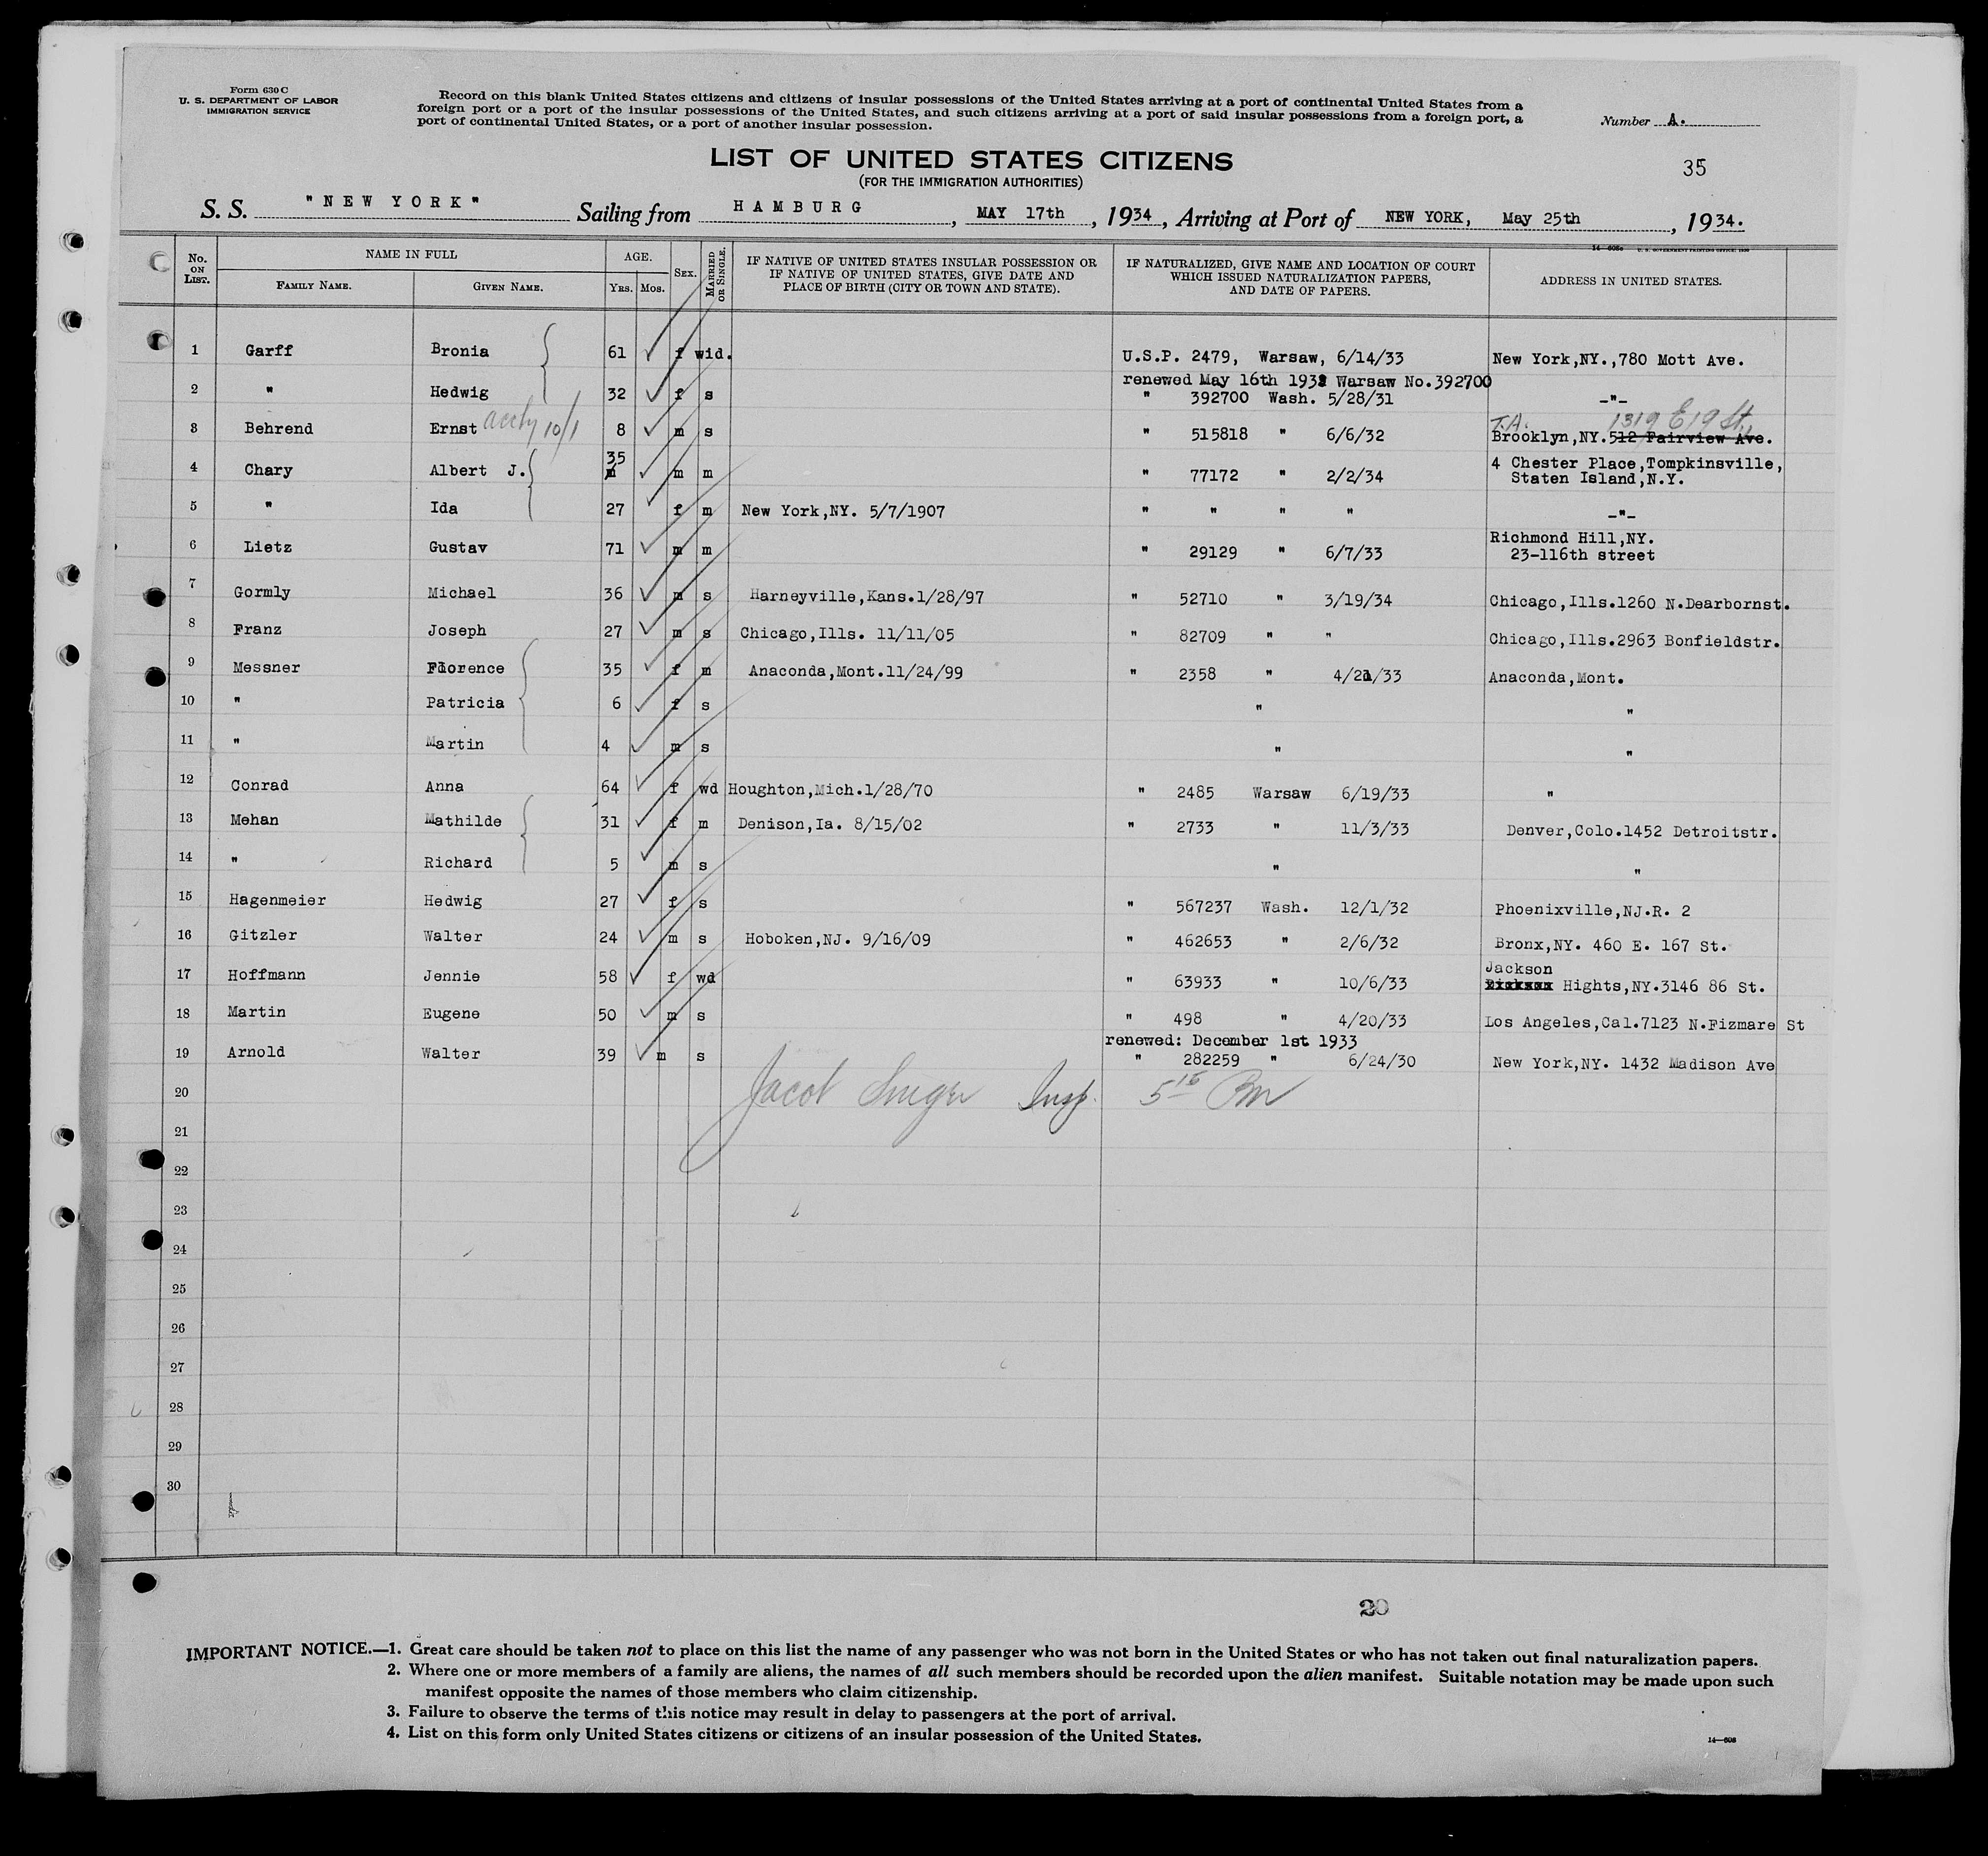 Form 630 C
U. S. DEPARTMENT OF LABOR
IMMIGRATION SERVICE
Record on this blank United States citizens and citizens of insular possessions of the United States arriving at a port of continental United States from a
foreign port or a port of the insular possessions of the United States, and such citizens arriving at a port of said insular possessions from a foreign port, a
port of continental United States, or a port of another insular possession.
Number A.
LIST OF UNITED STATES CITIZENS
(FOR THE IMMIGRATION AUTHORITIES)
35
S. S. "NEW YORK" Sailing from HAMBURG, MAY 17th, 1934, Arriving at Port of NEW YORK, May 25th, 1934.
No. ON LIST. NAME IN FULL FAMILY NAME. GIVEN NAME. AGE. YRS. MOS. SEX. MARRIED OR SINGLE.
IF NATIVE OF UNITED STATES INSULAR POSSESSION OR
IF NATIVE OF UNITED STATES, GIVE DATE AND
PLACE OF BIRTH (CITY OR TOWN AND STATE).
IF NATURALIZED, GIVE NAME AND LOCATION OF COURT
WHICH ISSUED NATURALIZATION PAPERS,
AND DATE OF PAPERS.
ADDRESS IN UNITED STATES.
1 Garff Bronia 61 f wid. U.S.P. 2479, Warsaw, 6/14/33 New York,NY.,780 Mott Ave.
renewed May 16th 1932 Warsaw No.392700
2 " Hedwig 32 f s " 392700 Wash. 5/28/31 -"-
T.A. 1319 E 19 St.,
3 Behrend Ernst 10/1 8 m s " 515818 " 6/6/32 Brooklyn,NY.512 Fairview Ave.
35
4 Chary Albert J. m m m " 77172 " 2/2/34 4 Chester Place,Tompkinsville,
Staten Island,N.Y.
5 " Ida 27 f m New York,NY. 5/7/1907 " " " " -"-
6 Lietz Gustav 71 m m " 29129 " 6/7/33 Richmond Hill,NY.
23-116th street
7 Gormly Michael 36 m s Harneyville,Kans.1/28/97 " 52710 " 3/19/34 Chicago,Ills.1260 N.Dearbornst.
8 Franz Joseph 27 m s Chicago,Ills. 11/11/05 " 82709 " " Chicago,Ills.2963 Bonfieldstr.
9 Messner Florence 35 f m Anaconda,Mont.11/24/99 " 2358 " 4/21/33 Anaconda,Mont.
10 " Patricia 6 f s " "
11 " Martin 4 m s " "
12 Conrad Anna 64 f wd Houghton,Mich.1/28/70 " 2485 Warsaw 6/19/33 "
13 Mehan Mathilde 31 f m Denison,Ia. 8/15/02 " 2733 " 11/3/33 Denver,Colo.1452 Detroitstr.
14 " Richard 5 m s " "
15 Hagenmeier Hedwig 27 f s " 567237 Wash. 12/1/32 Phoenixville,NJ.R. 2
16 Gitzler Walter 24 m s Hoboken,NJ. 9/16/09 " 462653 " 2/6/32 Bronx,NY. 460 E. 167 St.
Jackson
17 Hoffmann Jennie 58 f wd " 63933 " 10/6/33 Hights,NY.3146 86 St.
18 Martin Eugene 50 m s " 498 " 4/20/33 Los Angeles,Cal.7123 N.Fizmare St
renewed: December 1st 1933
19 Arnold Walter 39 m s " 282259 " 6/24/30 New York,NY. 1432 Madison Ave
20 Jacob Insp.
21
22
23
24
25
26
27
28
29
30
20
IMPORTANT NOTICE.—1. Great care should be taken not to place on this list the name of any passenger who was not born in the United States or who has not taken out final naturalization papers.
2. Where one or more members of a family are aliens, the names of all such members should be recorded upon the alien manifest. Suitable notation may be made upon such
manifest opposite the names of those members who claim citizenship.
3. Failure to observe the terms of this notice may result in delay to passengers at the port of arrival.
4. List on this form only United States citizens or citizens of an insular possession of the United States.
14—608